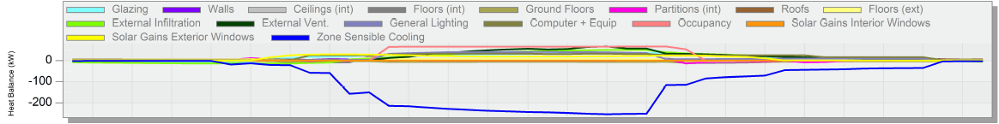 Glazing Walls Ceilings (int) Floors (int) Ground Floors Partitions (int) Roofs Floors (ext)
External Infiltration External Vent. General Lighting Computer + Equip Occupancy Solar Gains Interior Windows
Solar Gains Exterior Windows Zone Sensible Cooling
Heat Balance (kW)
0
-100
-200